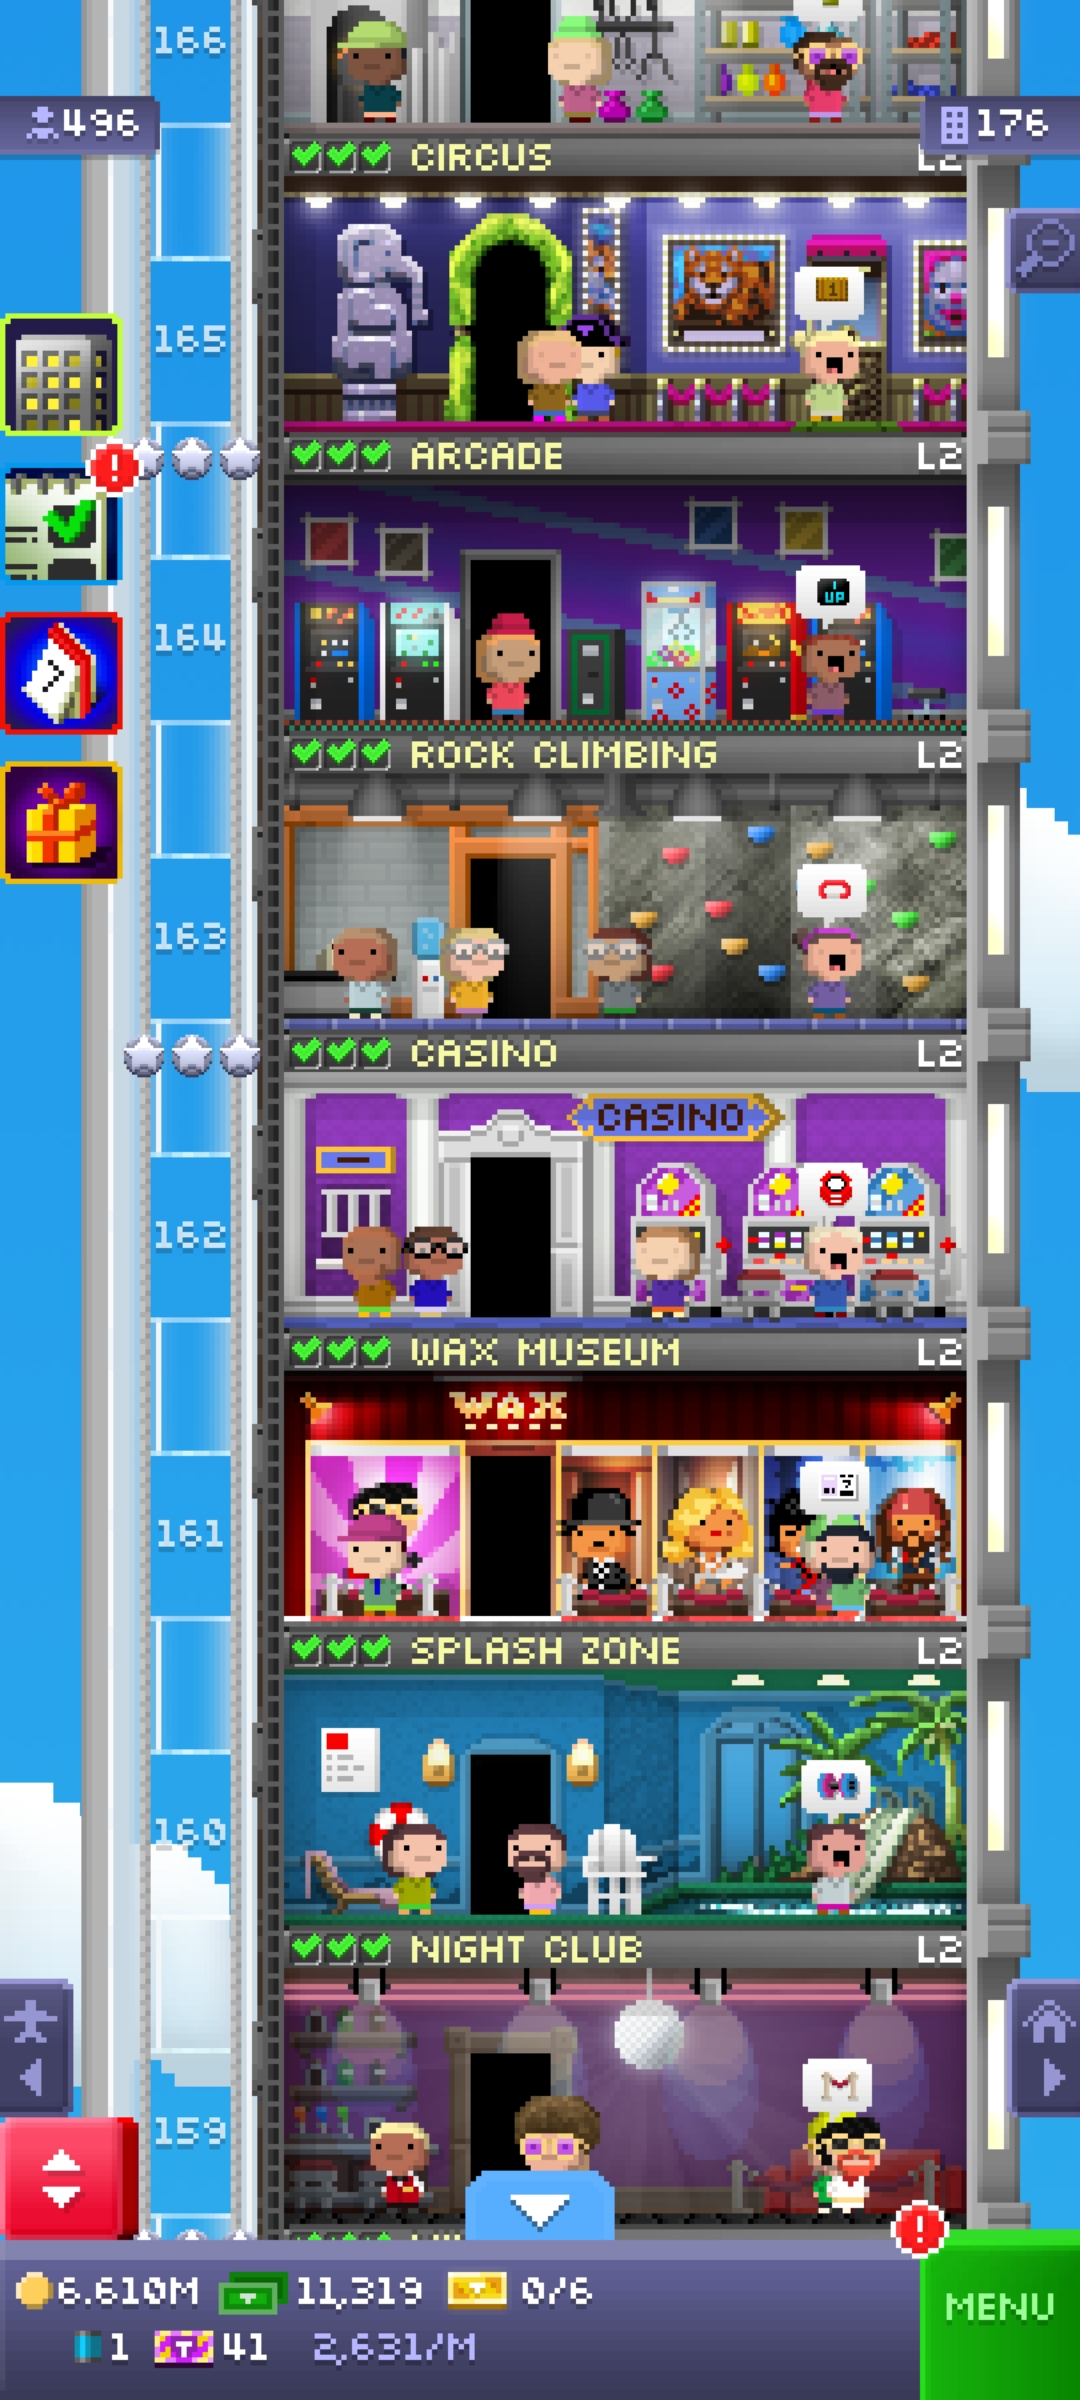 166
496
176
CIRCUS
L2
1
165
ARCADE L2
UP
164
ROCK CLIMBING L2
163
CASINO L2
CASINO
162
WAX MUSEUM L2
WAX
161
SPLASH ZONE L2
160
NIGHT CLUB L2
159
6.610M 11,319 0/6
MENU
1 T 41 2,631/M